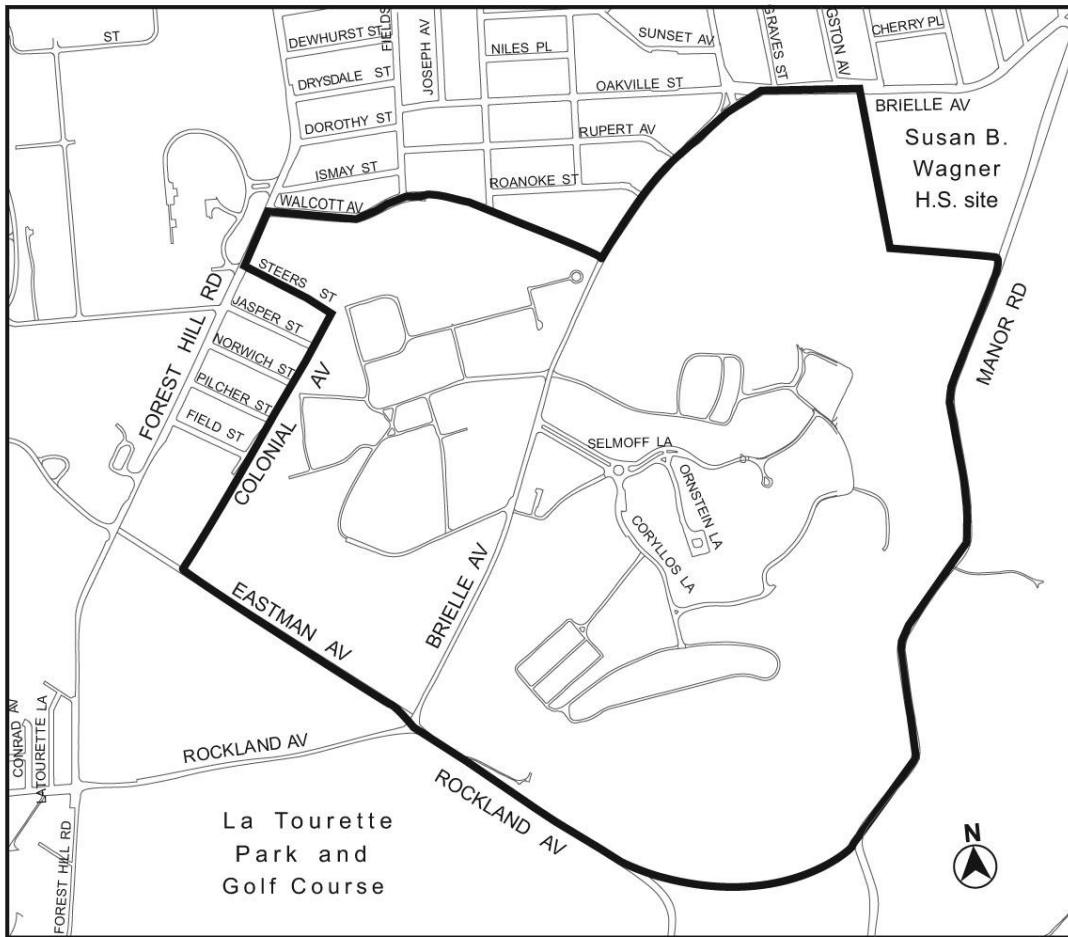 ST
DEWHURST ST
FIELDS
JOSEPH AV
NILES PL
SUNSET AV
GRAVES ST
GSTON AV
CHERRY PL
DRYSDALE ST
OAKVILLE ST
BRIELLE AV
DOROTHY ST
RUPERT AV
Susan B.
Wagner
H.S. site
ISMAY ST
ROANOKE ST
WALCOTT AV
STEERS ST
FOREST HILL RD
JASPER ST
MANOR RD
NORWICH ST
PILCHER ST
FIELD ST
COLONIAL AV
SELMOFF LA
ORNSTEIN LA
CORYLLOS LA
BRIELLE AV
EASTMAN AV
CONRAD AV
LATOURETTE LA
ROCKLAND AV
ROCKLAND AV
La Tourette
Park and
Golf Course
FOREST HILL RD
N